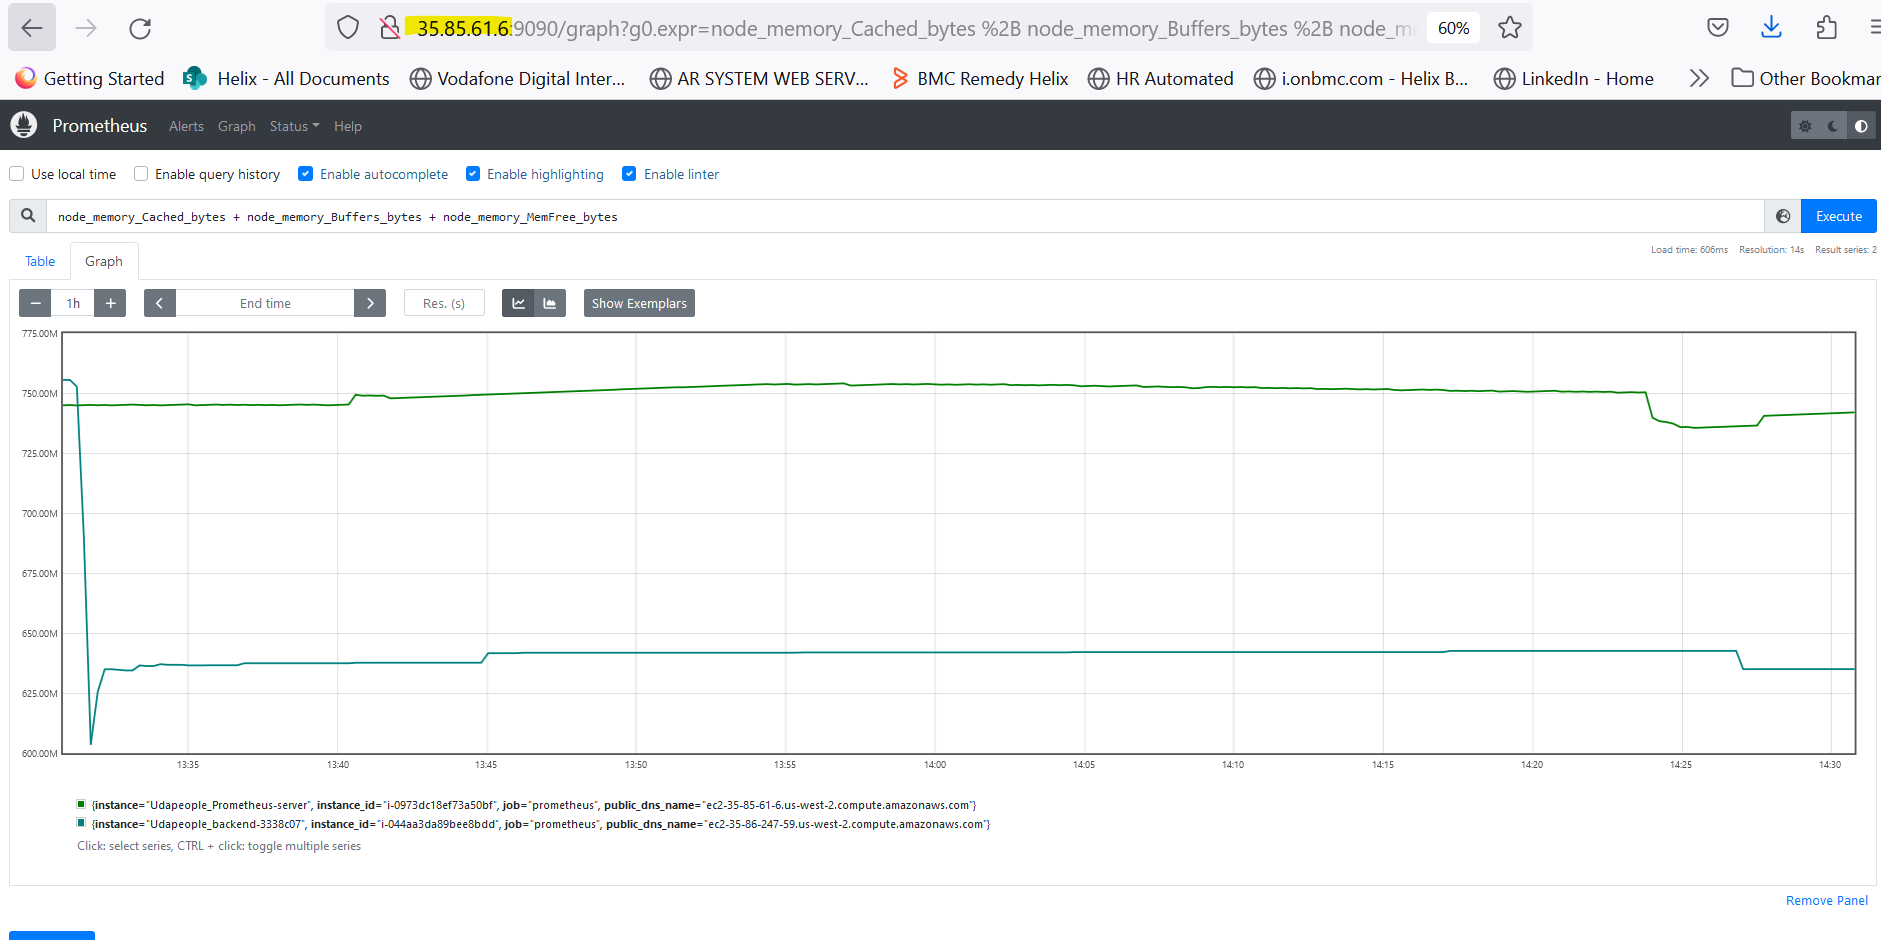 35.85.61.6:9090/graph?g0.expr=node_memory_Cached_bytes %2B node_memory_Buffers_bytes %2B node_m 60%
Getting Started Helix - All Documents Vodafone Digital Inter... AR SYSTEM WEB SERV... BMC Remedy Helix HR Automated i.onbmc.com - Helix B... LinkedIn - Home Other Bookmar
Prometheus Alerts Graph Status Help
Use local time Enable query history Enable autocomplete Enable highlighting Enable linter
node_memory_Cached_bytes + node_memory_Buffers_bytes + node_memory_MemFree_bytes Execute
Load time: 606ms Resolution: 14s Result series: 2
Table Graph
− 1h + End time Res. (s) Show Exemplars
775.00M
750.00M
725.00M
700.00M
675.00M
650.00M
625.00M
600.00M
13:35 13:40 13:45 13:50 13:55 14:00 14:05 14:10 14:15 14:20 14:25 14:30
{instance="Udapeople_Prometheus-server", instance_id="i-0973dc18ef73a50bf", job="prometheus", public_dns_name="ec2-35-85-61-6.us-west-2.compute.amazonaws.com"}
{instance="Udapeople_backend-3338c07", instance_id="i-044aa3da89bee8bdd", job="prometheus", public_dns_name="ec2-35-86-247-59.us-west-2.compute.amazonaws.com"}
Click: select series, CTRL + click: toggle multiple series
Remove Panel